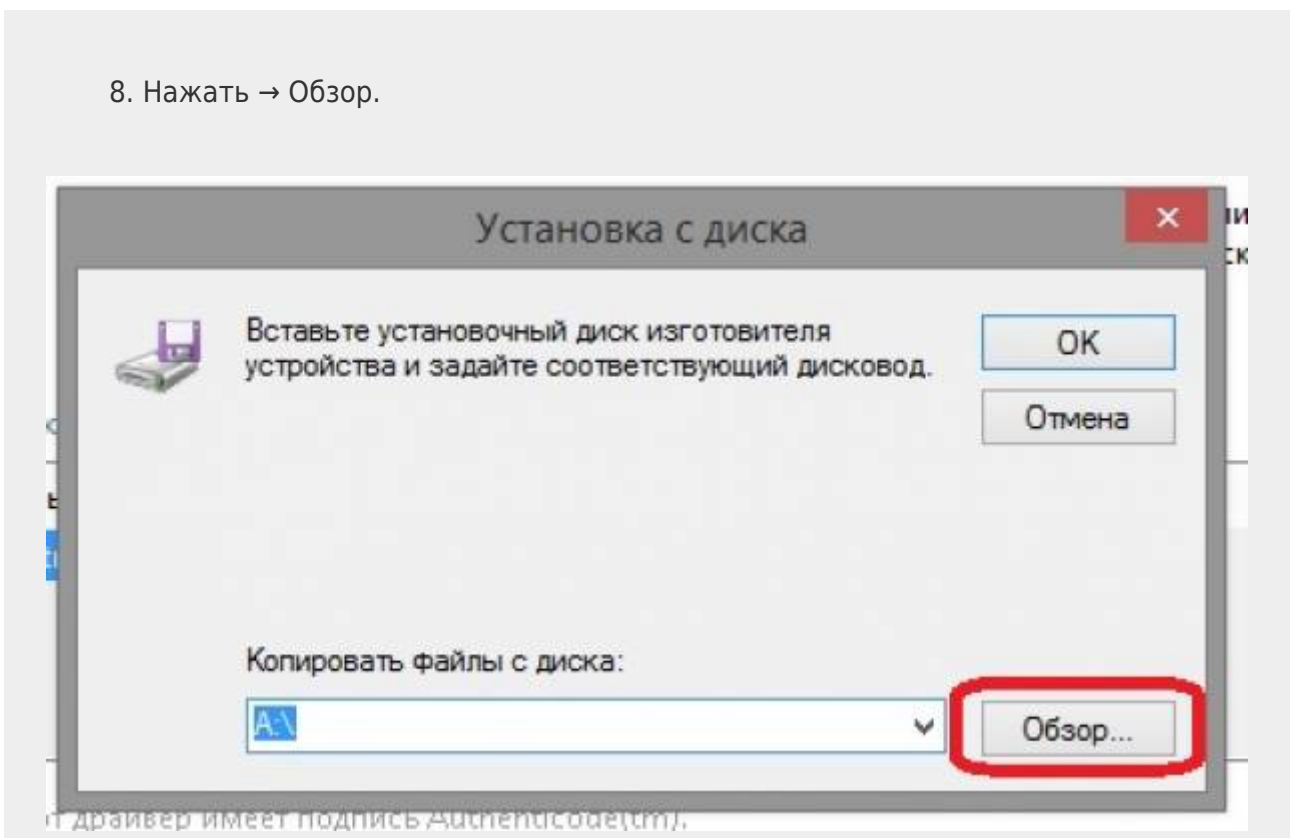 8. Нажать → Обзор.
Установка с диска
Вставьте установочный диск изготовителя
устройства и задайте соответствующий дисковод.
OK
Отмена
Копировать файлы с диска:
A:\
Обзор...
драйвер имеет подпись Authenticode(tm).